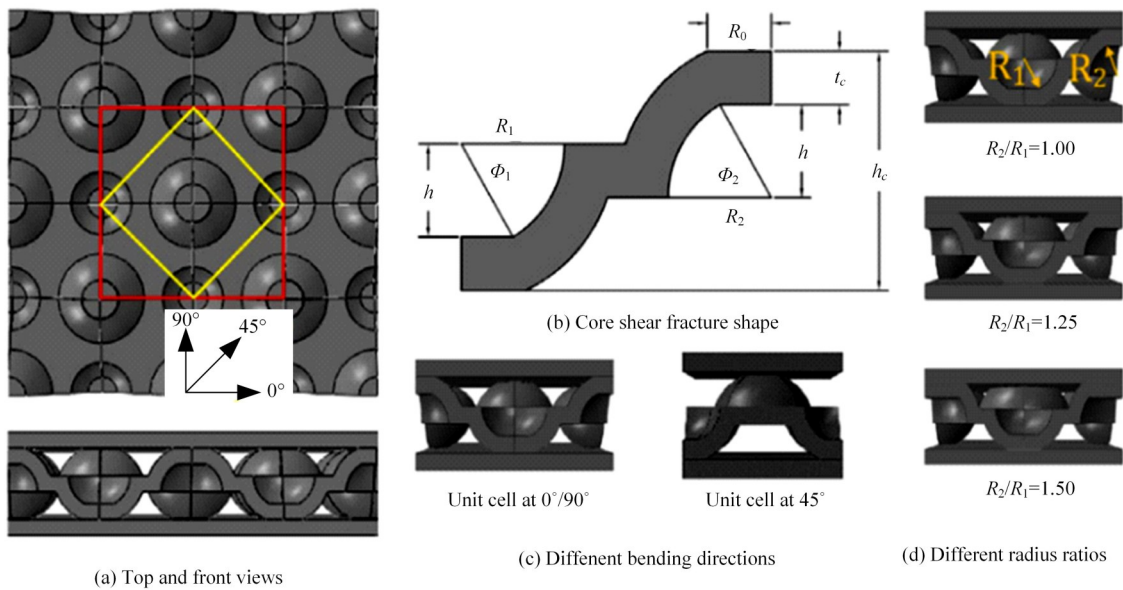 90°
45°
0°
(a) Top and front views
R0
tc
R1
h
Φ1
h
hc
Φ2
R2
(b) Core shear fracture shape
Unit cell at 0°/90°
Unit cell at 45°
(c) Diffenent bending directions
R1
R2
R2/R1=1.00
R2/R1=1.25
R2/R1=1.50
(d) Different radius ratios